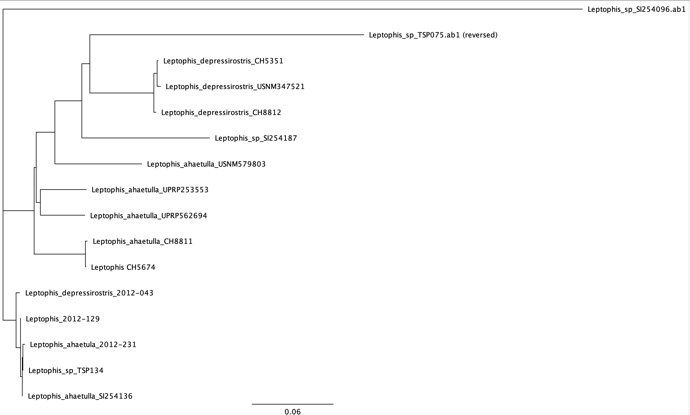 Leptophis_sp_SI254096.ab1
Leptophis_sp_TSP075.ab1 (reversed)
Leptophis_depressirostris_CH5351
Leptophis_depressirostris_USNM347521
Leptophis_depressirostris_CH8812
Leptophis_sp_SI254187
Leptophis_ahaetulla_USNM579803
Leptophis_ahaetulla_UPRP253553
Leptophis_ahaetulla_UPRP562694
Leptophis_ahaetulla_CH8811
Leptophis CH5674
Leptophis_depressirostris_2012-043
Leptophis_2012-129
Leptophis_ahaetula_2012-231
Leptophis_sp_TSP134
Leptophis_ahaetulla_SI254136
0.06